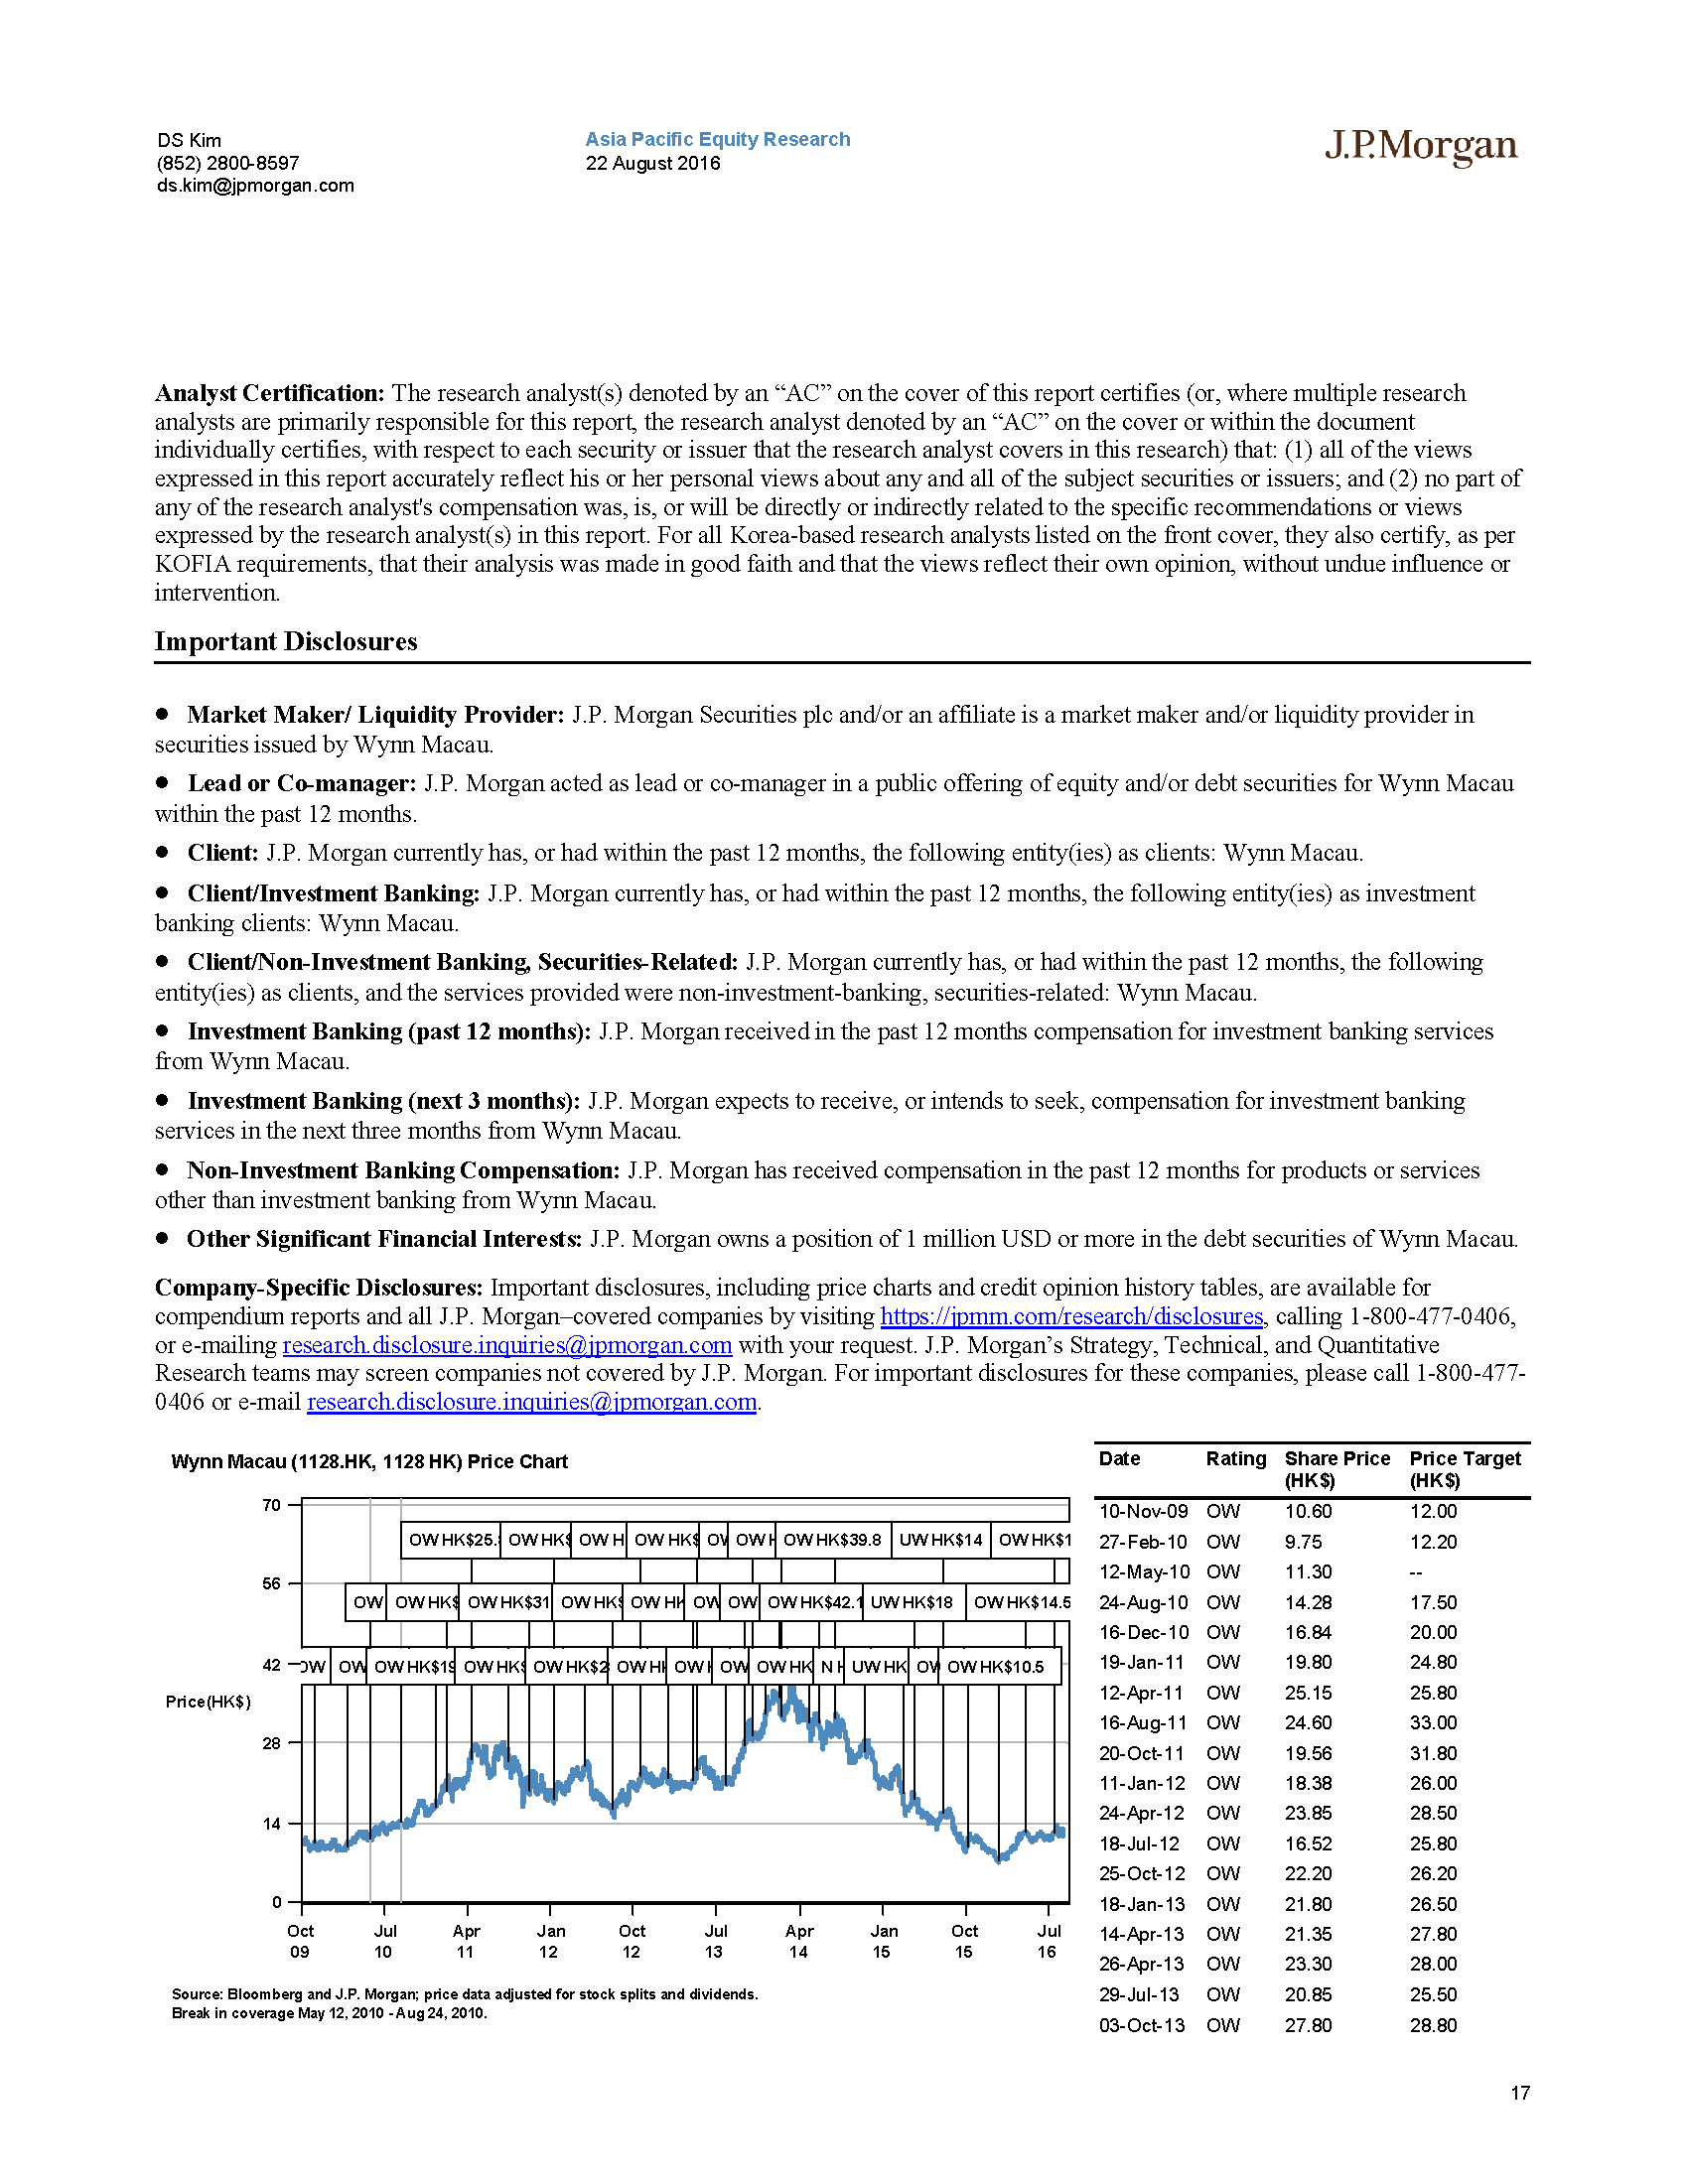 DS Kim
(852) 2800-8597
ds.kim@jpmorgan.com
Asia Pacific Equity Research
22 August 2016
J.P.Morgan
Analyst Certification: The research analyst(s) denoted by an “AC” on the cover of this report certifies (or, where multiple research
analysts are primarily responsible for this report, the research analyst denoted by an “AC” on the cover or within the document
individually certifies, with respect to each security or issuer that the research analyst covers in this research) that: (1) all of the views
expressed in this report accurately reflect his or her personal views about any and all of the subject securities or issuers; and (2) no part of
any of the research analyst's compensation was, is, or will be directly or indirectly related to the specific recommendations or views
expressed by the research analyst(s) in this report. For all Korea-based research analysts listed on the front cover, they also certify, as per
KOFIA requirements, that their analysis was made in good faith and that the views reflect their own opinion, without undue influence or
intervention.
Important Disclosures
● Market Maker/ Liquidity Provider: J.P. Morgan Securities plc and/or an affiliate is a market maker and/or liquidity provider in
securities issued by Wynn Macau.
● Lead or Co-manager: J.P. Morgan acted as lead or co-manager in a public offering of equity and/or debt securities for Wynn Macau
within the past 12 months.
● Client: J.P. Morgan currently has, or had within the past 12 months, the following entity(ies) as clients: Wynn Macau.
● Client/Investment Banking: J.P. Morgan currently has, or had within the past 12 months, the following entity(ies) as investment
banking clients: Wynn Macau.
● Client/Non-Investment Banking, Securities-Related: J.P. Morgan currently has, or had within the past 12 months, the following
entity(ies) as clients, and the services provided were non-investment-banking, securities-related: Wynn Macau.
● Investment Banking (past 12 months): J.P. Morgan received in the past 12 months compensation for investment banking services
from Wynn Macau.
● Investment Banking (next 3 months): J.P. Morgan expects to receive, or intends to seek, compensation for investment banking
services in the next three months from Wynn Macau.
● Non-Investment Banking Compensation: J.P. Morgan has received compensation in the past 12 months for products or services
other than investment banking from Wynn Macau.
● Other Significant Financial Interests: J.P. Morgan owns a position of 1 million USD or more in the debt securities of Wynn Macau.
Company-Specific Disclosures: Important disclosures, including price charts and credit opinion history tables, are available for
compendium reports and all J.P. Morgan–covered companies by visiting https://jpmm.com/research/disclosures, calling 1-800-477-0406,
or e-mailing research.disclosure.inquiries@jpmorgan.com with your request. J.P. Morgan’s Strategy, Technical, and Quantitative
Research teams may screen companies not covered by J.P. Morgan. For important disclosures for these companies, please call 1-800-477-
0406 or e-mail research.disclosure.inquiries@jpmorgan.com.
Wynn Macau (1128.HK, 1128 HK) Price Chart
70
OW HK$25. OW HK$ OW H OW HK$ OW OW OW HK$39.8 UW HK$14 OW HK$1
56
OW OW HK$ OW HK$31 OW HK$ OW HK OW OW OW HK$42.1 UW HK$18 OW HK$14.5
42
OW OW OW HK$19 OW HK$ OW HK$2 OW HK OW OW OW HK N UW HK OW OW HK$10.5
Price(HK$)
28
14
0
Oct Jul Apr Jan Oct Jul Apr Jan Oct Jul
09 10 11 12 12 13 14 15 15 16
Source: Bloomberg and J.P. Morgan; price data adjusted for stock splits and dividends.
Break in coverage May 12, 2010 - Aug 24, 2010.
Date Rating Share Price Price Target
(HK$) (HK$)
10-Nov-09 OW 10.60 12.00
27-Feb-10 OW 9.75 12.20
12-May-10 OW 11.30 --
24-Aug-10 OW 14.28 17.50
16-Dec-10 OW 16.84 20.00
19-Jan-11 OW 19.80 24.80
12-Apr-11 OW 25.15 25.80
16-Aug-11 OW 24.60 33.00
20-Oct-11 OW 19.56 31.80
11-Jan-12 OW 18.38 26.00
24-Apr-12 OW 23.85 28.50
18-Jul-12 OW 16.52 25.80
25-Oct-12 OW 22.20 26.20
18-Jan-13 OW 21.80 26.50
14-Apr-13 OW 21.35 27.80
26-Apr-13 OW 23.30 28.00
29-Jul-13 OW 20.85 25.50
03-Oct-13 OW 27.80 28.80
17